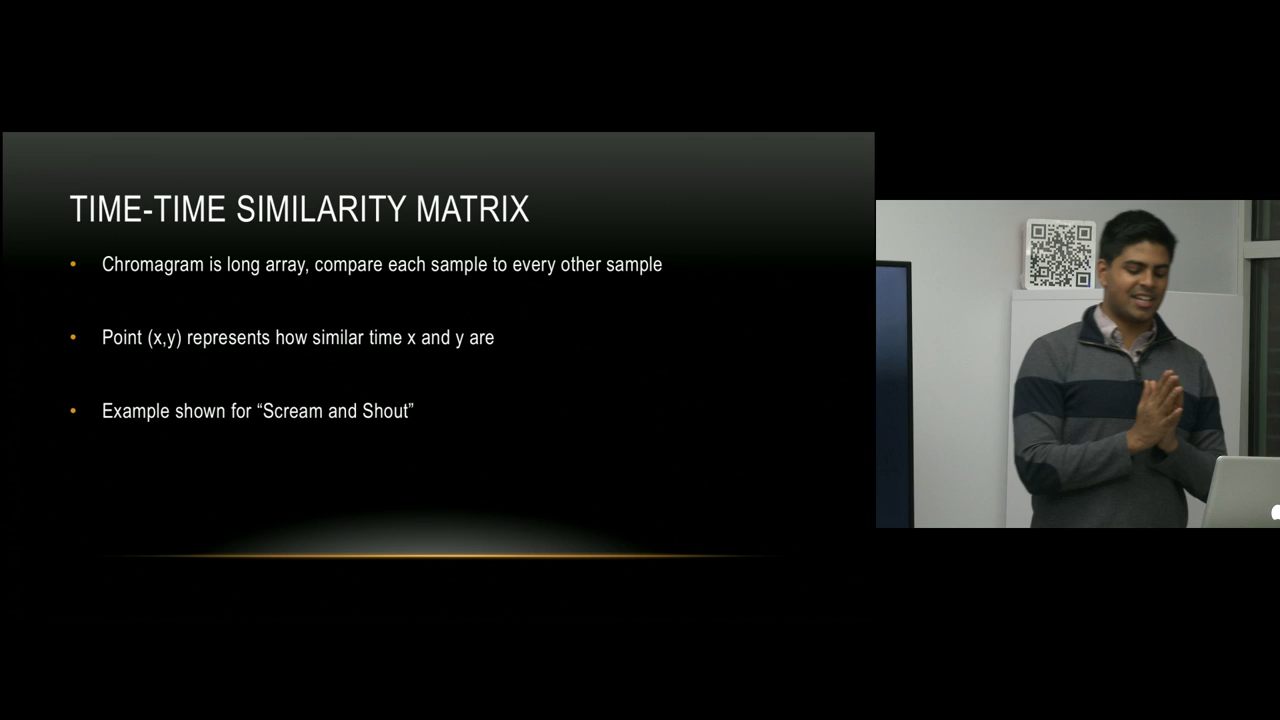 TIME-TIME SIMILARITY MATRIX
• Chromagram is long array, compare each sample to every other sample
• Point (x,y) represents how similar time x and y are
• Example shown for “Scream and Shout”